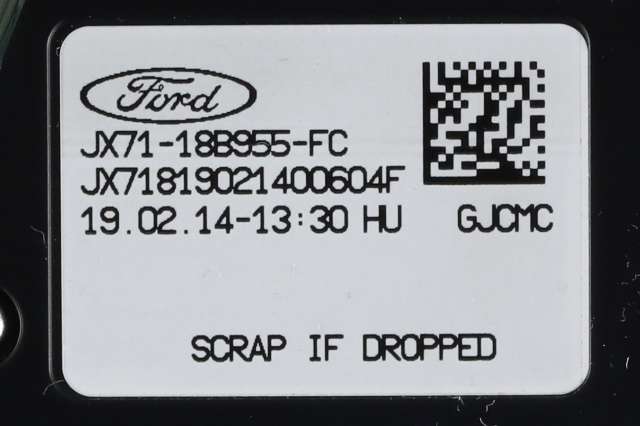 Ford
JX71-18B955-FC
JX71819021400604F
19.02.14-13:30 HU GJCMC
SCRAP IF DROPPED